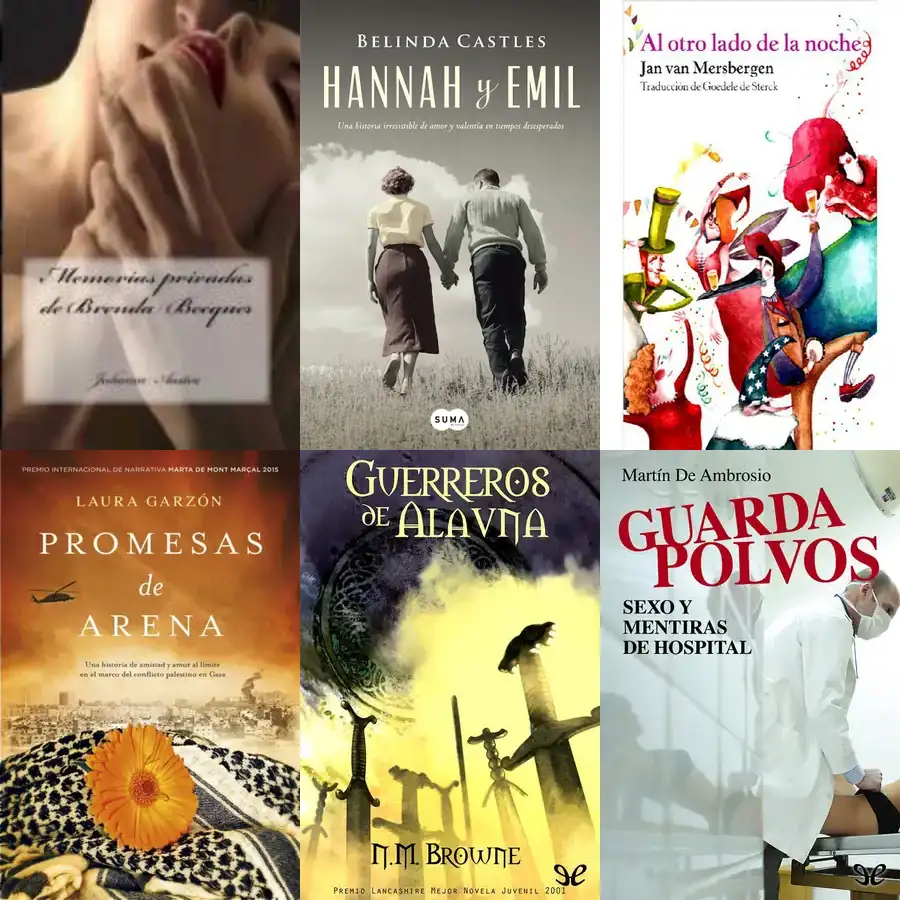 Memorias privadas
de Brenda Becques
BELINDA CASTLES
HANNAH y EMIL
Una historia irresistible de amor y valentía en tiempos desesperados
SUMA
Al otro lado de la noche
Jan van Mersbergen
Traducción de Goedele de Sterck
PREMIO INTERNACIONAL DE NARRATIVA MARTA DE MONT MARÇAL 2015
LAURA GARZÓN
PROMESAS
de
ARENA
Una historia de amistad y amor al límite
en el marco del conflicto palestino en Gaza
GUERREROS
DE ALAVNA
N.M. BROWNE
PREMIO LANCASHIRE MEJOR NOVELA JUVENIL 2001
Martín De Ambrosio
GUARDA
POLVOS
SEXO Y
MENTIRAS
DE HOSPITAL